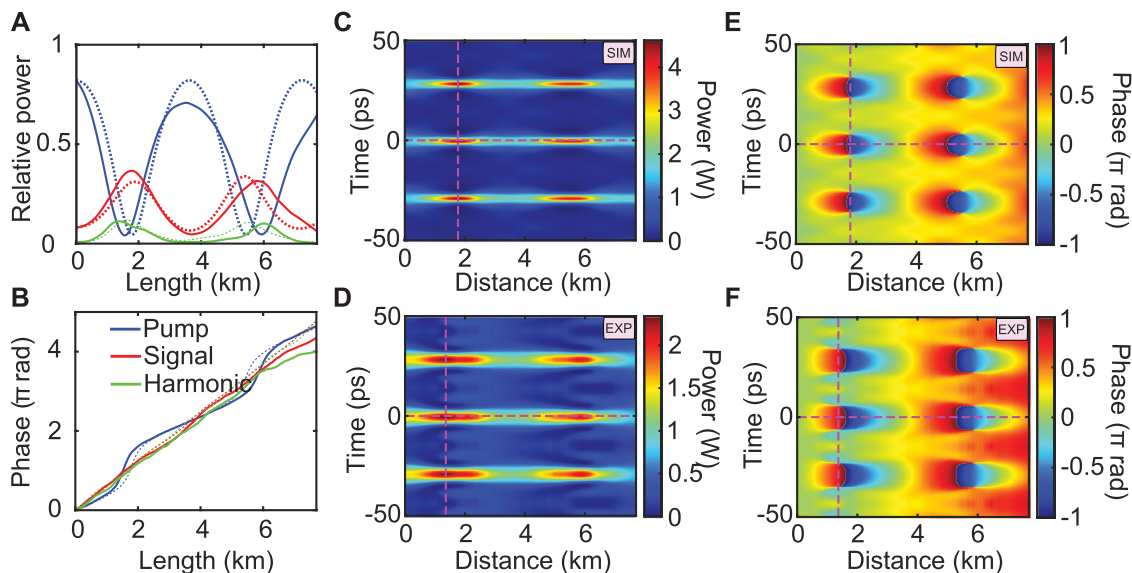 A
1
Relative power
0.5
0
0 2 4 6
Length (km)
B
Pump
Signal
Harmonic
Phase (π rad)
4
2
0
0 2 4 6
Length (km)
C
SIM
50
Time (ps)
0
-50
0 2 4 6
Distance (km)
4
3
2
1
0
Power (W)
D
EXP
50
Time (ps)
0
-50
0 2 4 6
Distance (km)
2
1.5
1
0.5
0
Power (W)
E
SIM
50
Time (ps)
0
-50
0 2 4 6
Distance (km)
1
0.5
0
-0.5
-1
Phase (π rad)
F
EXP
50
Time (ps)
0
-50
0 2 4 6
Distance (km)
1
0.5
0
-0.5
-1
Phase (π rad)